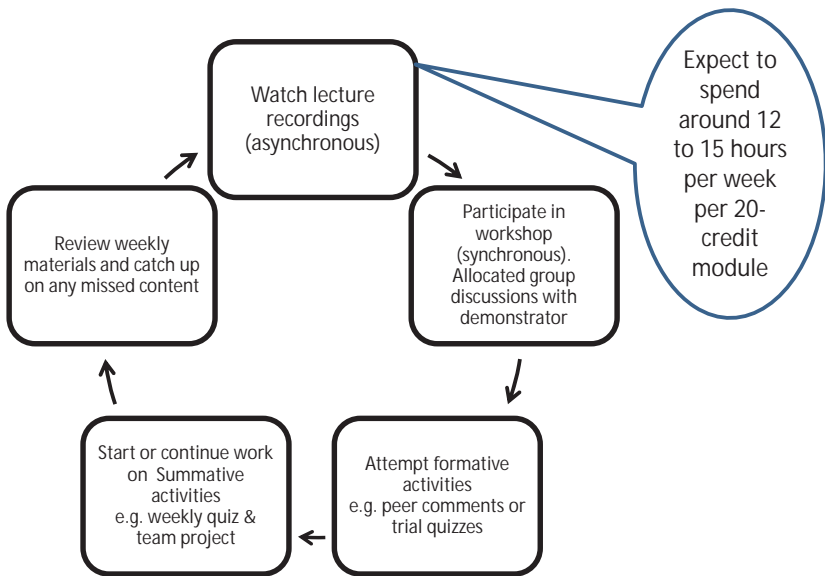 Watch lecture
recordings
(asynchronous)
Expect to
spend
around 12
to 15 hours
per week
per 20-
credit
module
Participate in
workshop
(synchronous).
Allocated group
discussions with
demonstrator
Attempt formative
activities
e.g. peer comments or
trial quizzes
Start or continue work
on Summative
activities
e.g. weekly quiz &
team project
Review weekly
materials and catch up
on any missed content